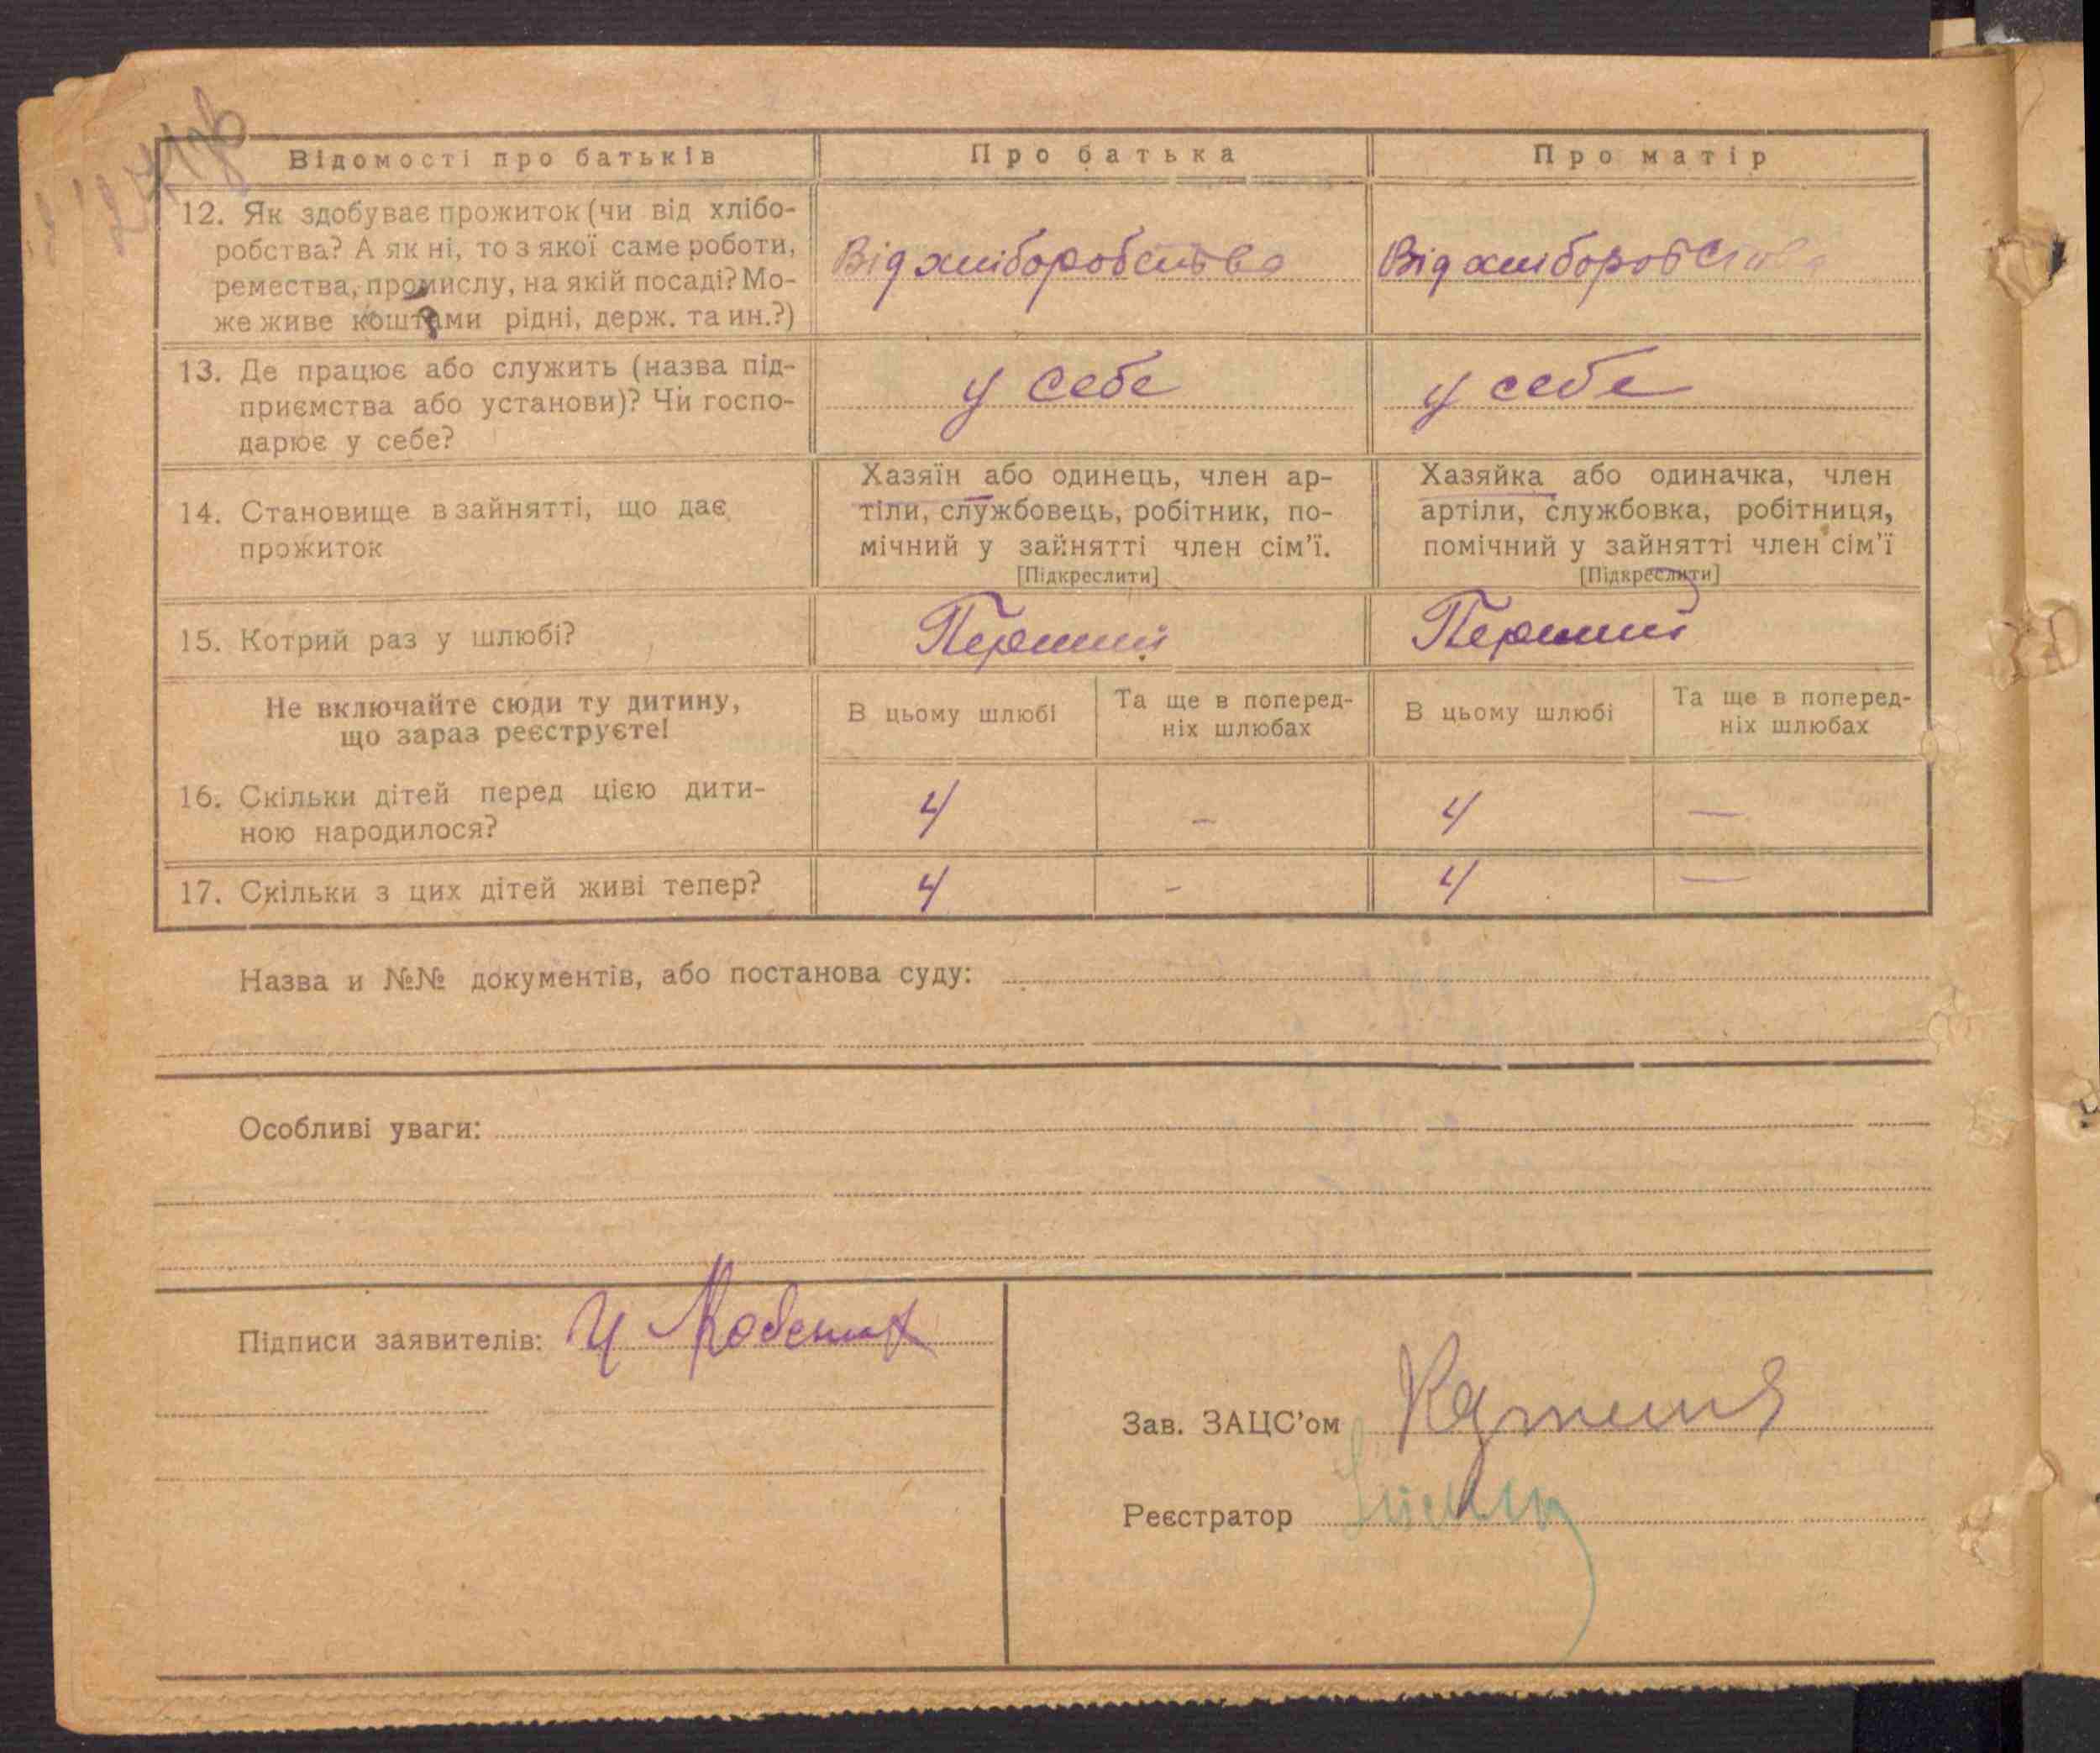 Відомості про батьків
Про батька
Про матір
12. Як здобуває прожиток (чи від хлібо-
робства? А як ні, то з якої саме роботи,
ремества, промислу, на якій посаді? Мо-
же живе коштами рідні, держ. та ин.?)
Від хліборобства
Від хліборобства
13. Де працює або служить (назва під-
приємства або установи)? Чи госпо-
дарює у себе?
у себе
у себе
14. Становище в зайнятті, що дає
прожиток
Хазяїн або одинець, член ар-
тіли, службовець, робітник, по-
мічний у зайнятті член сім'ї.
[Підкреслити]
Хазяйка або одиначка, член
артіли, службовка, робітниця,
помічний у зайнятті член сім'ї
[Підкреслити]
15. Котрий раз у шлюбі?
Перший
Перший
Не включайте сюди ту дитину,
що зараз реєструєте!
В цьому шлюбі
Та ще в поперед-
ніх шлюбах
В цьому шлюбі
Та ще в поперед-
ніх шлюбах
16. Скільки дітей перед цією дити-
ною народилося?
4
-
4
—
17. Скільки з цих дітей живі тепер?
4
-
4
—
Назва и №№ документів, або постанова суду:
Особливі уваги:
Підписи заявителів:
Зав. ЗАЦС'ом
Реєстратор